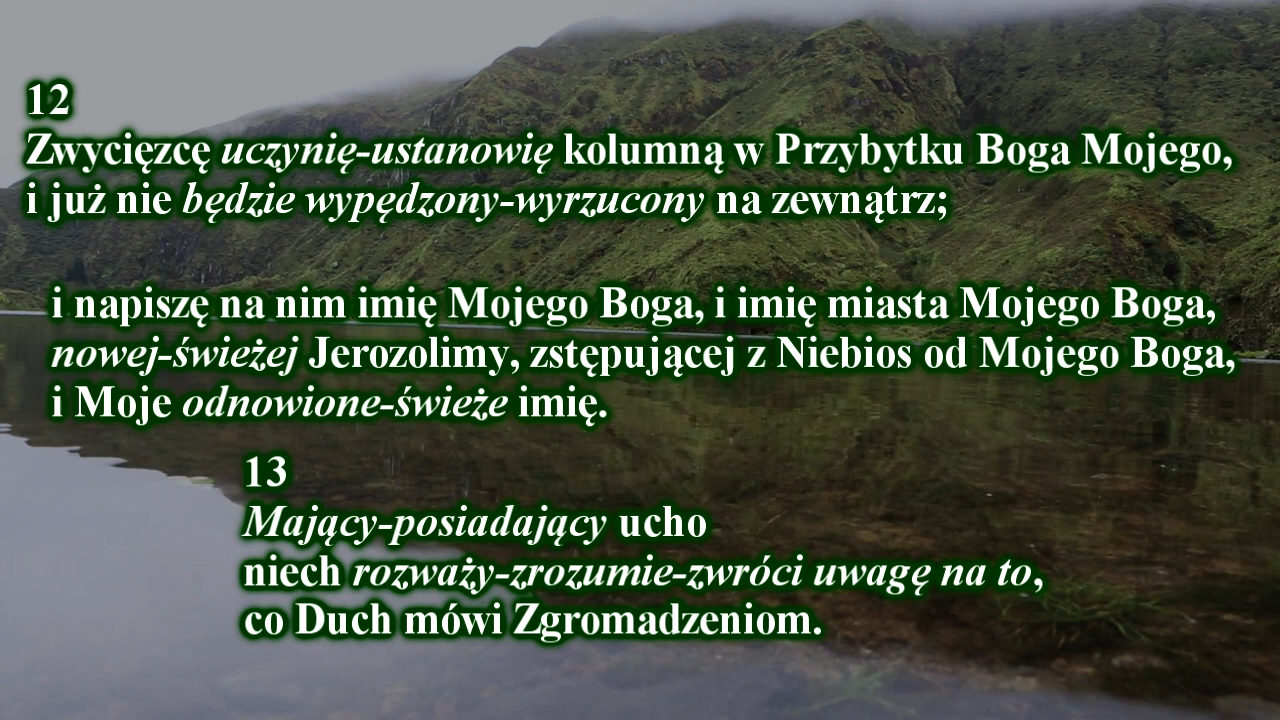 12
Zwycięzcę uczynię-ustanowię kolumną w Przybytku Boga Mojego,
i już nie będzie wypędzony-wyrzucony na zewnątrz;
i napiszę na nim imię Mojego Boga, i imię miasta Mojego Boga,
nowej-świeżej Jerozolimy, zstępującej z Niebios od Mojego Boga,
i Moje odnowione-świeże imię.
13
Mający-posiadający ucho
niech rozważy-zrozumie-zwróci uwagę na to,
co Duch mówi Zgromadzeniom.